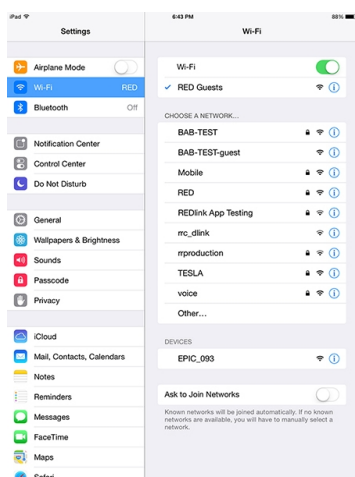 iPad
6:43 PM
88%
Settings
Wi-Fi
Airplane Mode
Wi-Fi RED
Bluetooth Off
Notification Center
Control Center
Do Not Disturb
General
Wallpapers & Brightness
Sounds
Passcode
Privacy
iCloud
Mail, Contacts, Calendars
Notes
Reminders
Messages
FaceTime
Maps
Safari
Wi-Fi
RED Guests
CHOOSE A NETWORK...
BAB-TEST
BAB-TEST-guest
Mobile
RED
REDlink App Testing
rrc_dlink
rrproduction
TESLA
voice
Other...
DEVICES
EPIC_093
Ask to Join Networks
Known networks will be joined automatically. If no known
networks are available, you will have to manually select a
network.